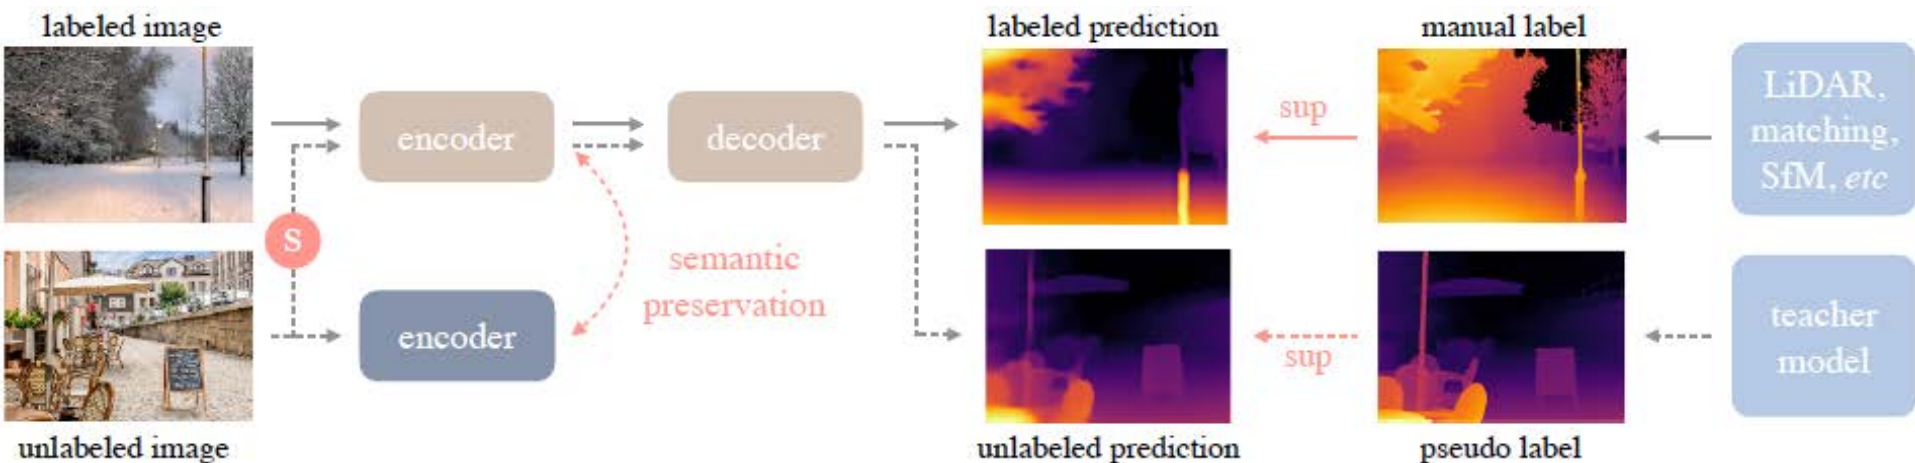 labeled image
labeled prediction
manual label
encoder
decoder
sup
LiDAR,
matching,
SfM, etc
S
semantic
preservation
encoder
sup
teacher
model
unlabeled image
unlabeled prediction
pseudo label